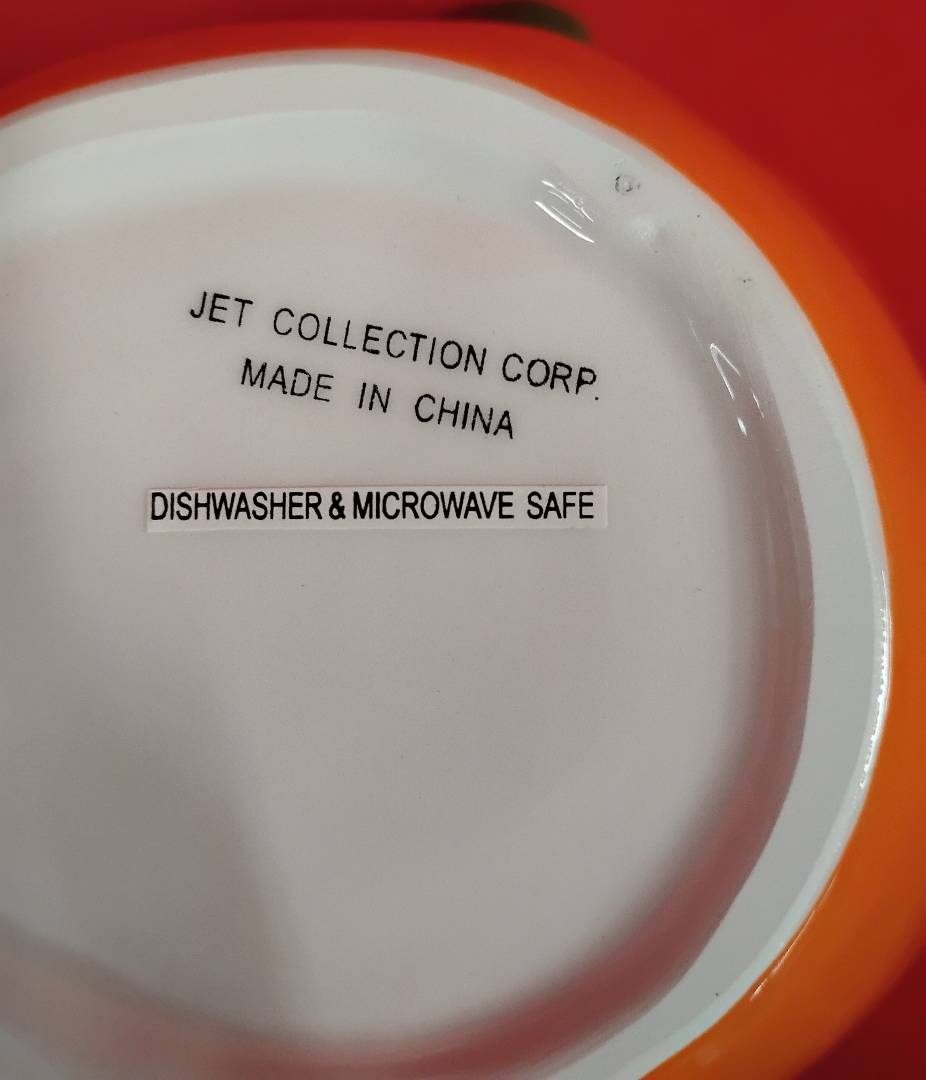 JET COLLECTION CORP.
MADE IN CHINA
DISHWASHER & MICROWAVE SAFE